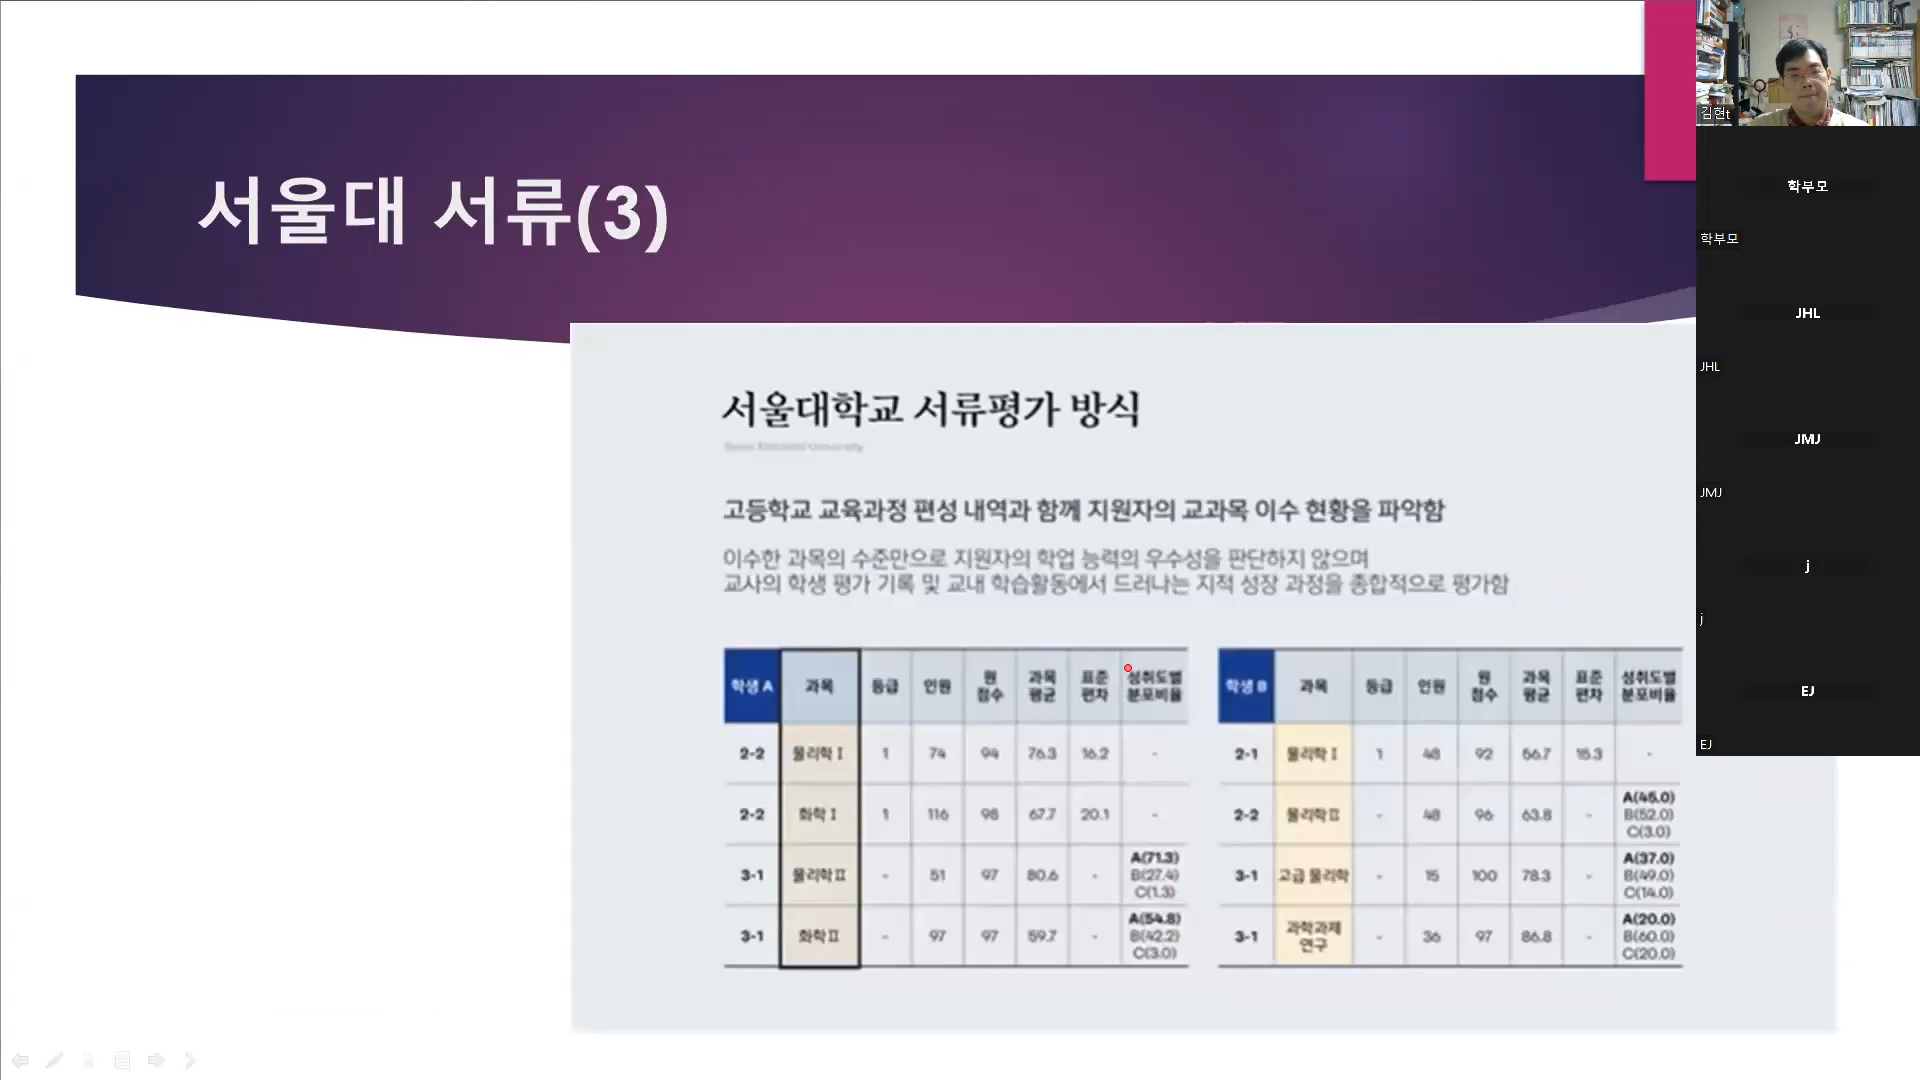 서울대 서류(3)
서울대학교 서류평가 방식
Seoul National University
고등학교 교육과정 편성 내역과 함께 지원자의 교과목 이수 현황을 파악함
이수한 과목의 수준만으로 지원자의 학업 능력의 우수성을 판단하지 않으며
교사의 학생 평가 기록 및 교내 학습활동에서 드러나는 지적 성장 과정을 종합적으로 평가함
학생 A 과목 등급 인원 원점수 과목평균 표준편차 성취도별 분포비율
2-2 물리학 I 1 74 94 76.3 16.2 -
2-2 화학 I 1 116 98 67.7 20.1 -
3-1 물리학 II - 51 97 80.6 - A(71.3) B(27.4) C(1.3)
3-1 화학 II - 97 97 59.7 - A(54.8) B(42.2) C(3.0)
학생 B 과목 등급 인원 원점수 과목평균 표준편차 성취도별 분포비율
2-1 물리학 I 1 48 92 56.7 15.3 -
2-2 물리학 II - 48 96 63.8 - A(45.0) B(52.0) C(3.0)
3-1 고급 물리학 - 15 100 78.3 - A(37.0) B(49.0) C(14.0)
3-1 과학과제 연구 - 36 97 86.8 - A(20.0) B(60.0) C(20.0)
김현t
학부모
학부모
JHL
JHL
JMJ
JMJ
j
j
EJ
EJ